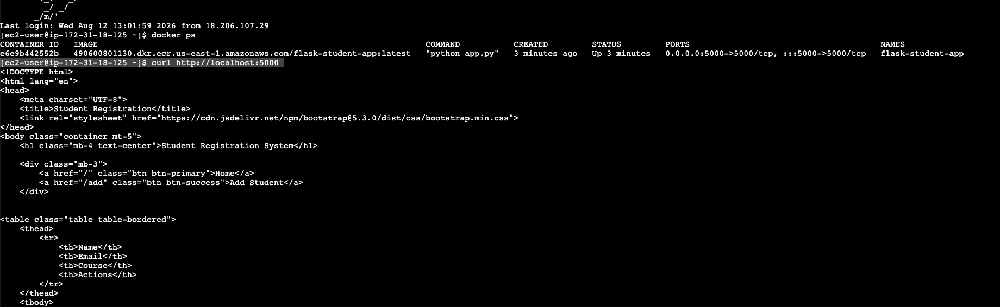 _/ _/
_/m/'
Last login: Wed Aug 12 13:01:59 2026 from 18.206.107.29
[ec2-user@ip-172-31-18-125 ~]$ docker ps
CONTAINER ID   IMAGE                                                                   COMMAND           CREATED         STATUS         PORTS                                       NAMES
e6e9b442552b   490600801130.dkr.ecr.us-east-1.amazonaws.com/flask-student-app:latest   "python app.py"   3 minutes ago   Up 3 minutes   0.0.0.0:5000->5000/tcp, :::5000->5000/tcp   flask-student-app
[ec2-user@ip-172-31-18-125 ~]$ curl http://localhost:5000
<!DOCTYPE html>
<html lang="en">
<head>
    <meta charset="UTF-8">
    <title>Student Registration</title>
    <link rel="stylesheet" href="https://cdn.jsdelivr.net/npm/bootstrap@5.3.0/dist/css/bootstrap.min.css">
</head>
<body class="container mt-5">
    <h1 class="mb-4 text-center">Student Registration System</h1>
    <div class="mb-3">
        <a href="/" class="btn btn-primary">Home</a>
        <a href="/add" class="btn btn-success">Add Student</a>
    </div>
<table class="table table-bordered">
    <thead>
        <tr>
            <th>Name</th>
            <th>Email</th>
            <th>Course</th>
            <th>Actions</th>
        </tr>
    </thead>
    <tbody>